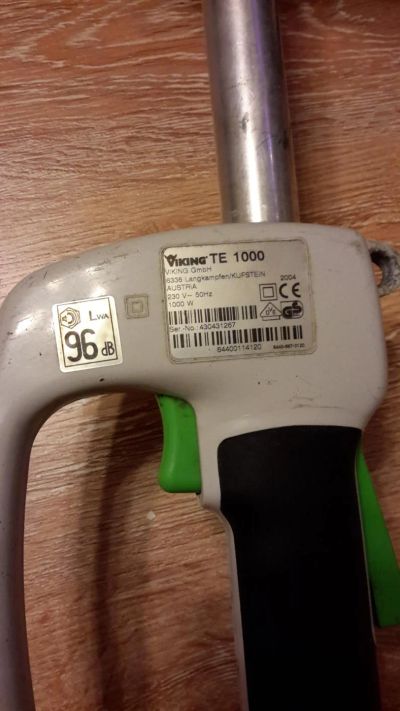 VIKING TE 1000
VIKING GmbH
6336 Langkampfen/KUFSTEIN
AUSTRIA 2004
230 V~ 50Hz
1000 W
Ser.-No.: 430431267
64400114120
LWA
96 dB